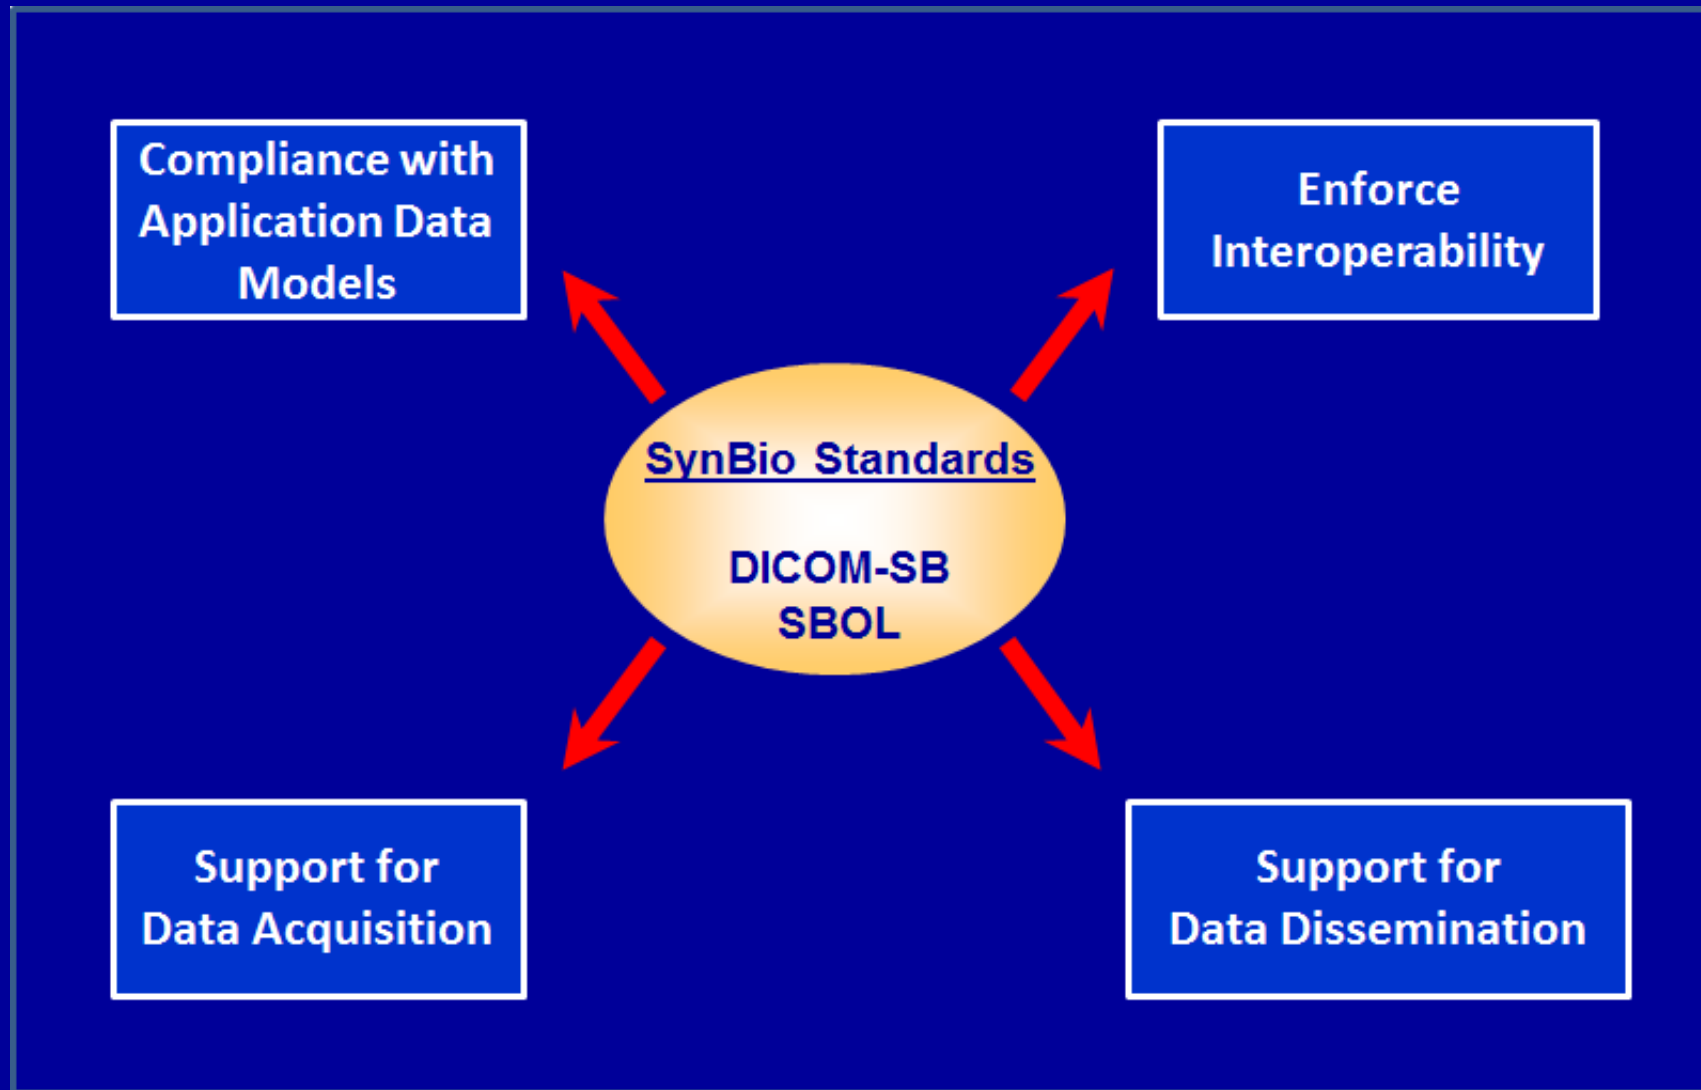 Compliance with
Application Data
Models
Enforce
Interoperability
SynBio Standards
DICOM-SB
SBOL
Support for
Data Acquisition
Support for
Data Dissemination